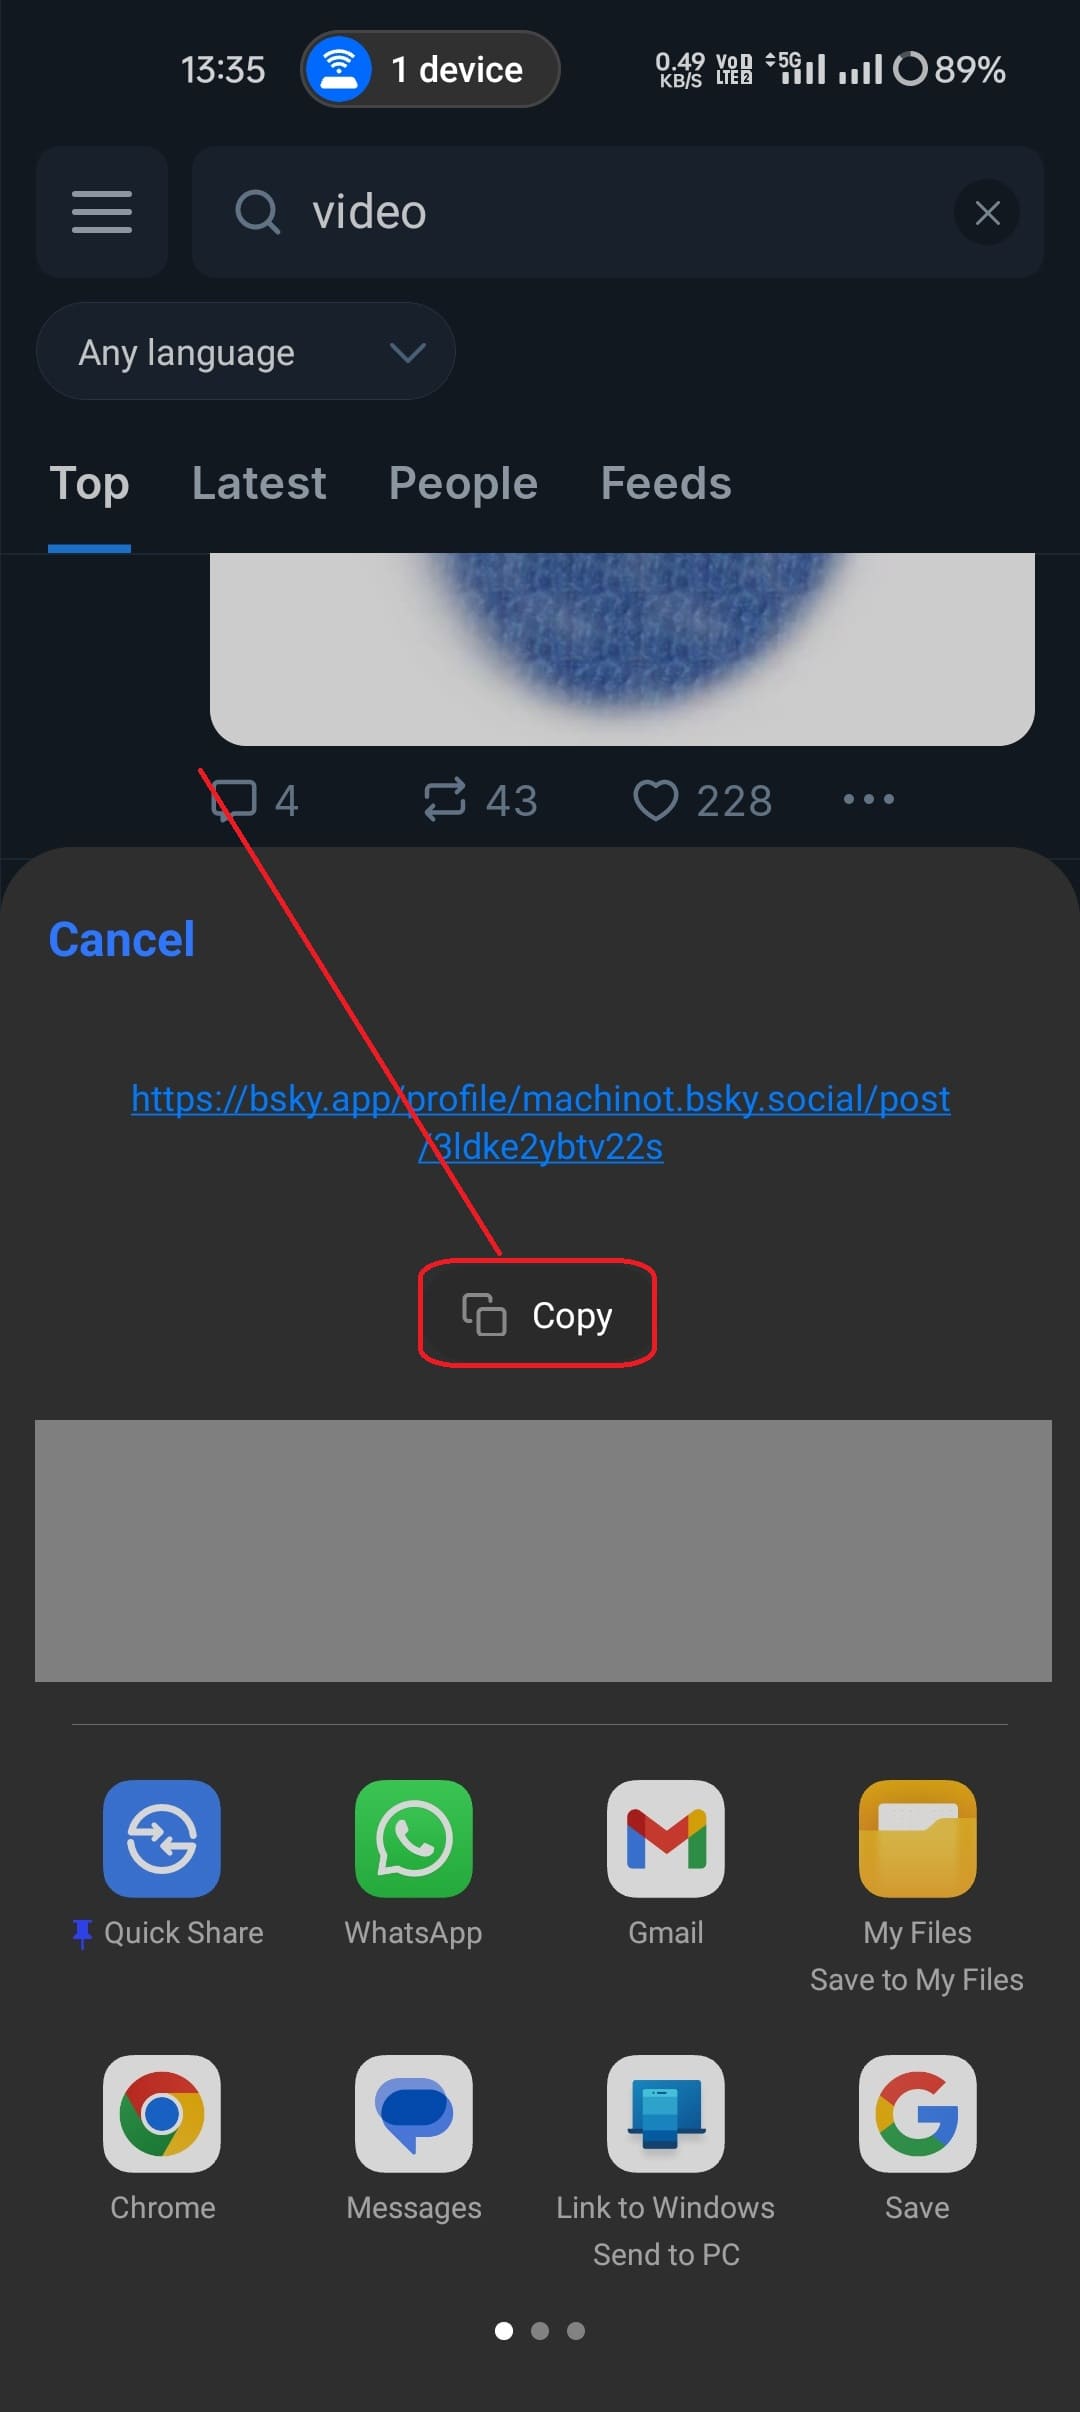 13:35
1 device
0.49 KB/S
VoD LTE2
5G
89%
video
Any language
Top Latest People Feeds
4 43 228
Cancel
https://bsky.app/profile/machinot.bsky.social/post
/3ldke2ybtv22s
Copy
Quick Share WhatsApp Gmail My Files
Save to My Files
Chrome Messages Link to Windows Save
Send to PC